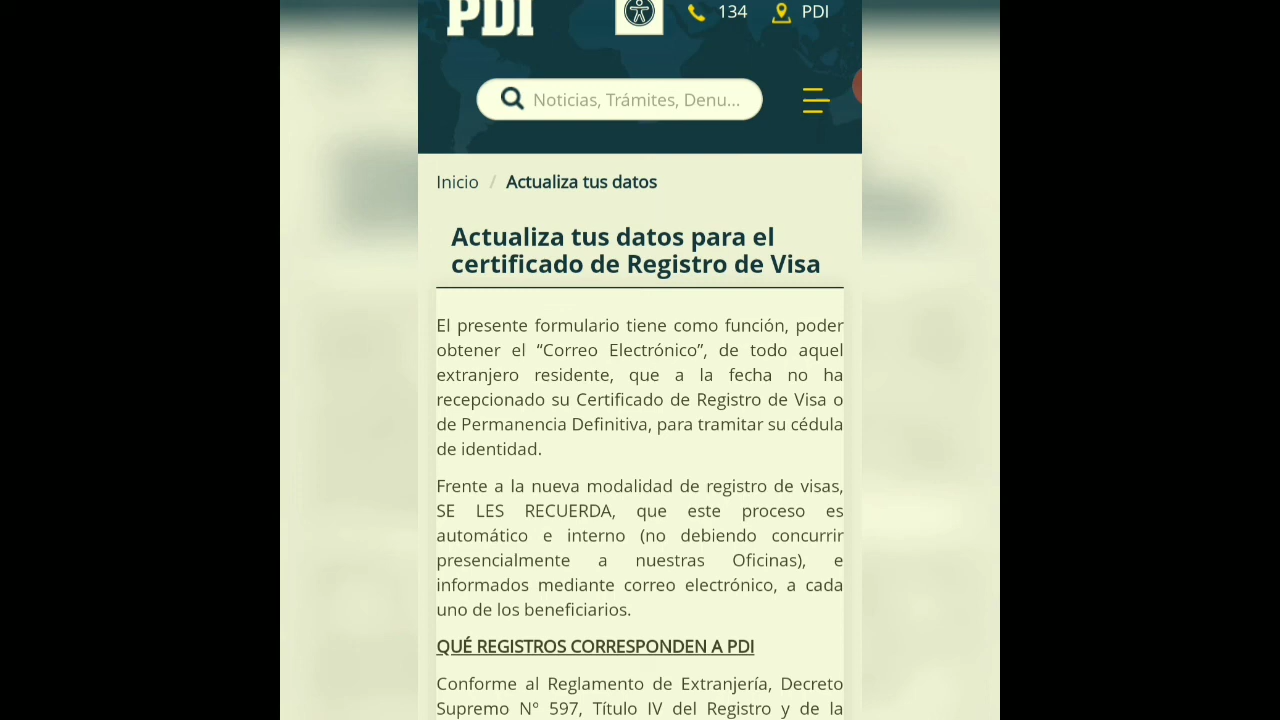 PDI
134
PDI
Noticias, Trámites, Denu...
Inicio / Actualiza tus datos
Actualiza tus datos para el
certificado de Registro de Visa
El presente formulario tiene como función, poder
obtener el “Correo Electrónico”, de todo aquel
extranjero residente, que a la fecha no ha
recepcionado su Certificado de Registro de Visa o
de Permanencia Definitiva, para tramitar su cédula
de identidad.
Frente a la nueva modalidad de registro de visas,
SE LES RECUERDA, que este proceso es
automático e interno (no debiendo concurrir
presencialmente a nuestras Oficinas), e
informados mediante correo electrónico, a cada
uno de los beneficiarios.
QUÉ REGISTROS CORRESPONDEN A PDI
Conforme al Reglamento de Extranjería, Decreto
Supremo N° 597, Título IV del Registro y de la